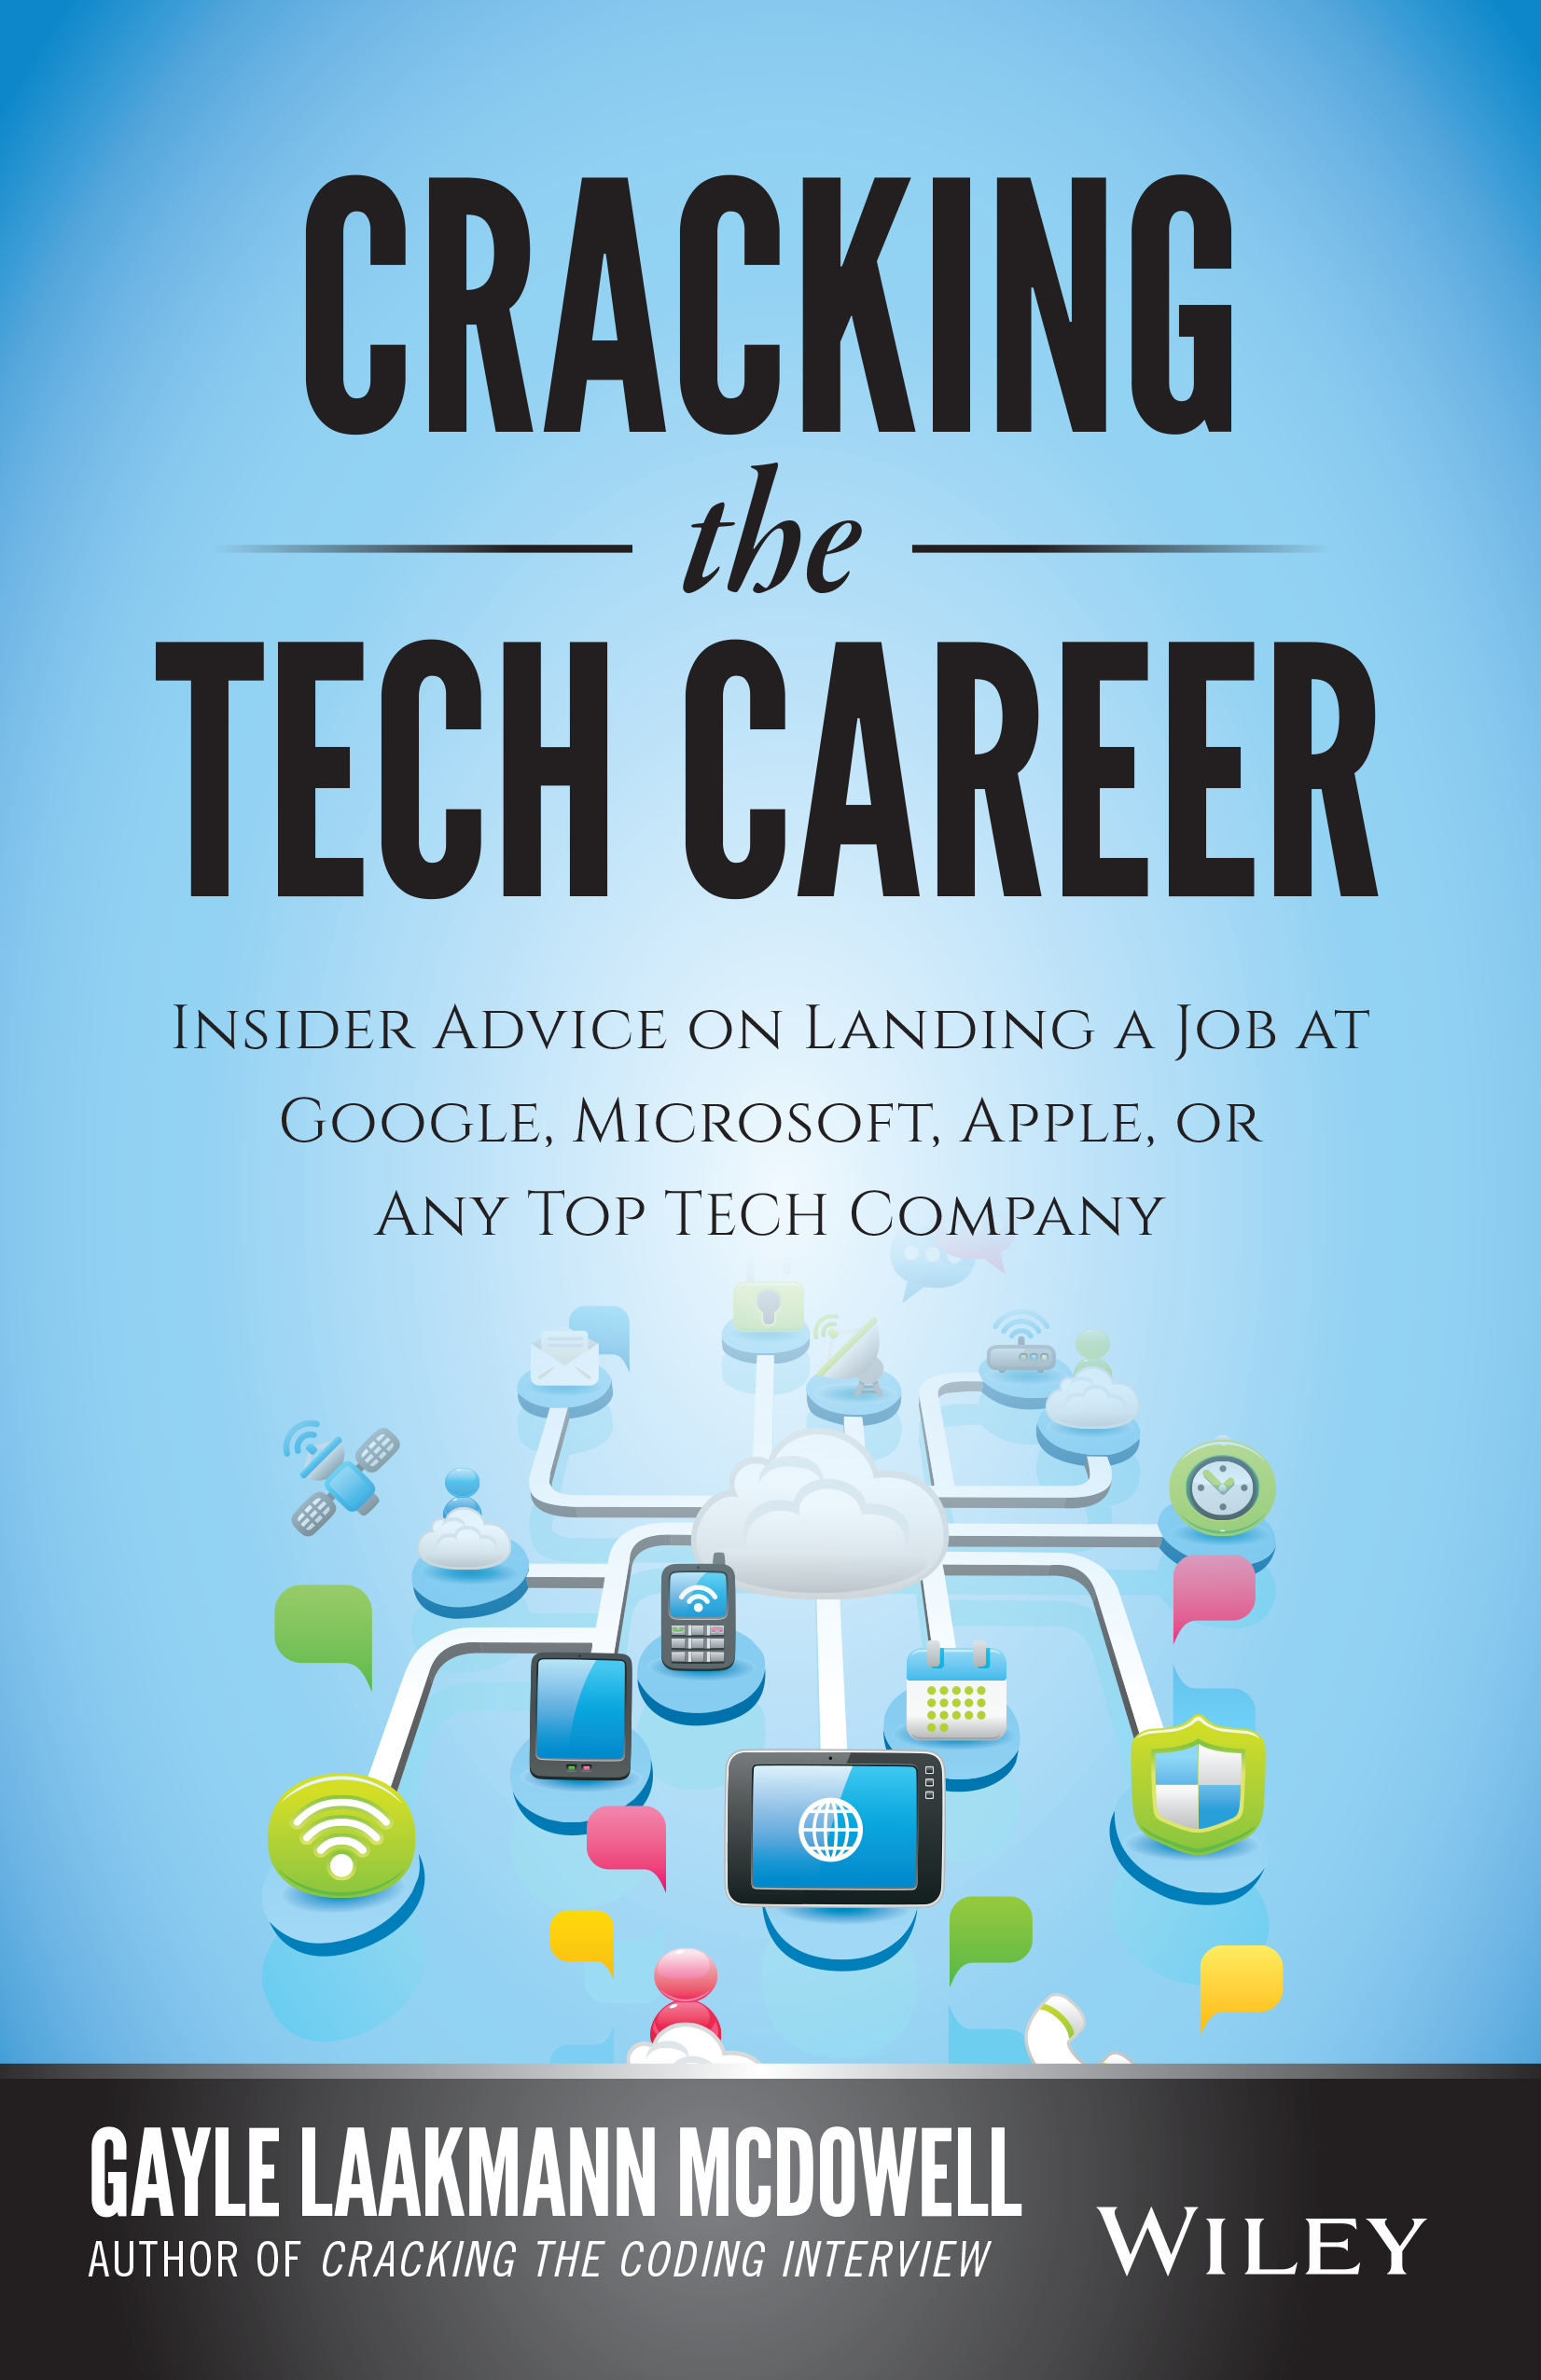 CRACKING
the
TECH CAREER
Insider Advice on Landing a Job at
Google, Microsoft, Apple, or
Any Top Tech Company
GAYLE LAAKMANN MCDOWELL
AUTHOR OF CRACKING THE CODING INTERVIEW
WILEY